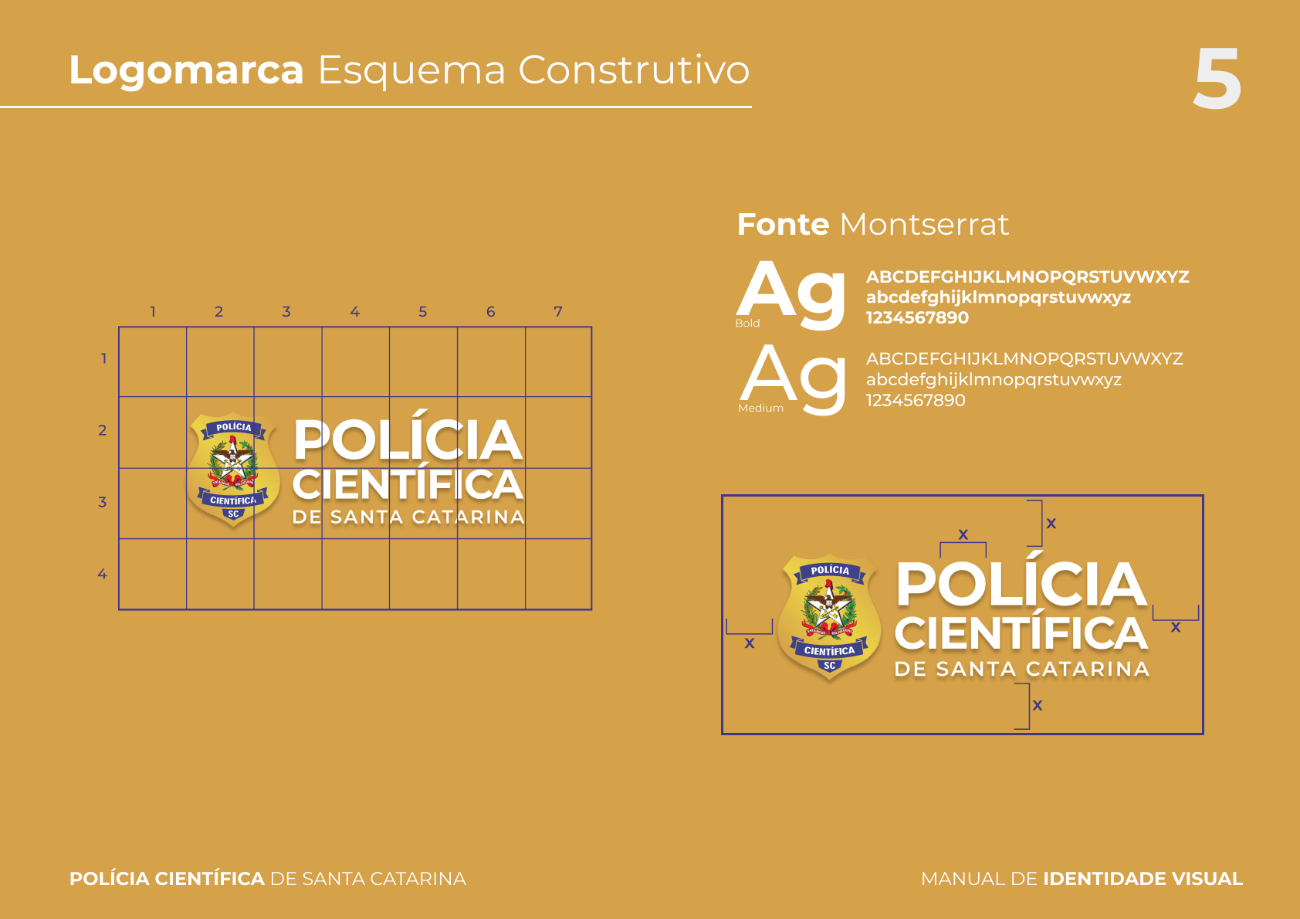 Logomarca Esquema Construtivo
5
Fonte Montserrat
Ag
Bold
ABCDEFGHIJKLMNOPQRSTUVWXYZ
abcdefghijklmnopqrstuvwxyz
1234567890
Ag
Medium
ABCDEFGHIJKLMNOPQRSTUVWXYZ
abcdefghijklmnopqrstuvwxyz
1234567890
1 2 3 4 5 6 7
1
2
3
4
POLÍCIA
CIENTÍFICA
SC
POLÍCIA
CIENTÍFICA
DE SANTA CATARINA
X
X
X
X
X
POLÍCIA
CIENTÍFICA
SC
POLÍCIA
CIENTÍFICA
DE SANTA CATARINA
POLÍCIA CIENTÍFICA DE SANTA CATARINA
MANUAL DE IDENTIDADE VISUAL